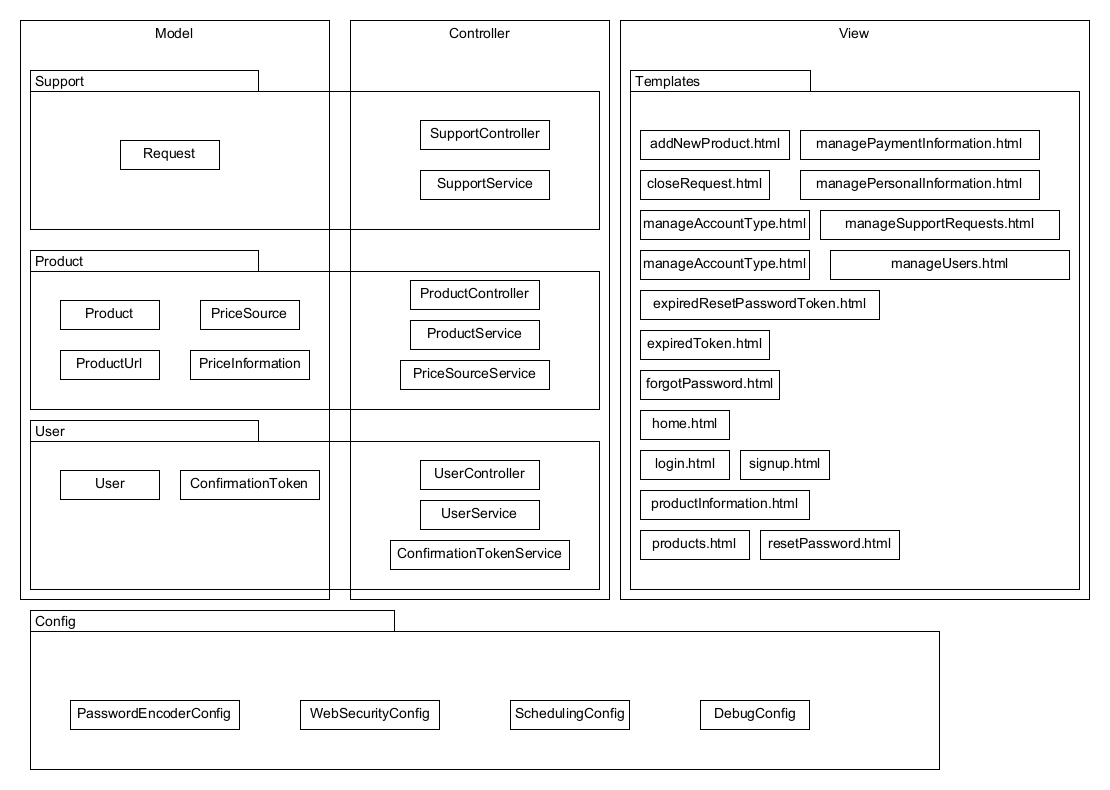 Model
Controller
View
Support
Request
SupportController
SupportService
Product
Product
PriceSource
ProductUrl
PriceInformation
ProductController
ProductService
PriceSourceService
User
User
ConfirmationToken
UserController
UserService
ConfirmationTokenService
Templates
addNewProduct.html
managePaymentInformation.html
closeRequest.html
managePersonalInformation.html
manageAccountType.html
manageSupportRequests.html
manageAccountType.html
manageUsers.html
expiredResetPasswordToken.html
expiredToken.html
forgotPassword.html
home.html
login.html
signup.html
productInformation.html
products.html
resetPassword.html
Config
PasswordEncoderConfig
WebSecurityConfig
SchedulingConfig
DebugConfig